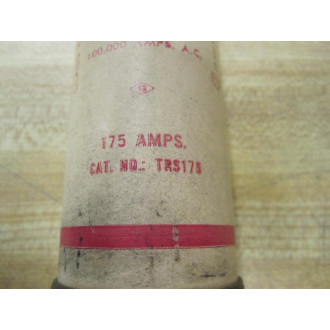 100,000 AMPS. A.C.
175 AMPS.
CAT. NO.: TRS175